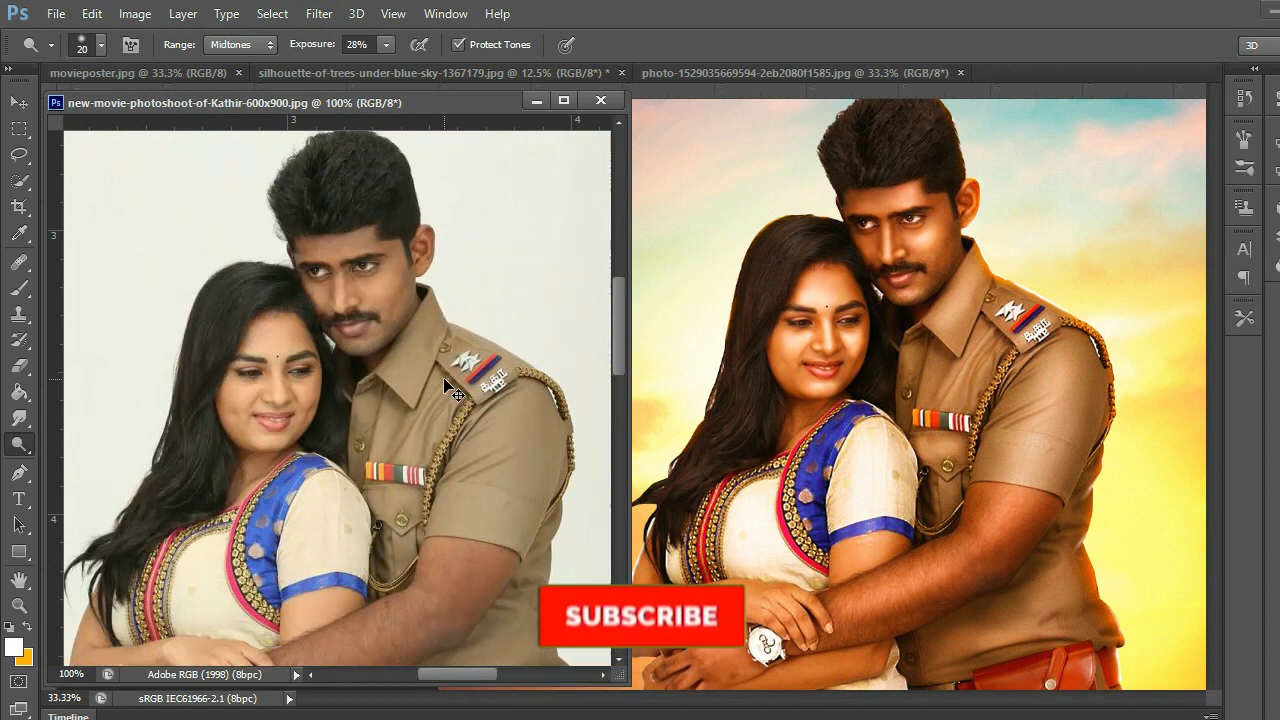 Ps File Edit Image Layer Type Select Filter 3D View Window Help
20 Range: Midtones Exposure: 28% Protect Tones 3D
movieposter.jpg @ 33.3% (RGB/8) × silhouette-of-trees-under-blue-sky-1367179.jpg @ 12.5% (RGB/8*) * × photo-1529035669594-2eb2080f1585.jpg @ 33.3% (RGB/8*) ×
Ps new-movie-photoshoot-of-Kathir-600x900.jpg @ 100% (RGB/8*)
3 4
3
4
SUBSCRIBE
100% Adobe RGB (1998) (8bpc)
33.33% sRGB IEC61966-2.1 (8bpc)
Timeline